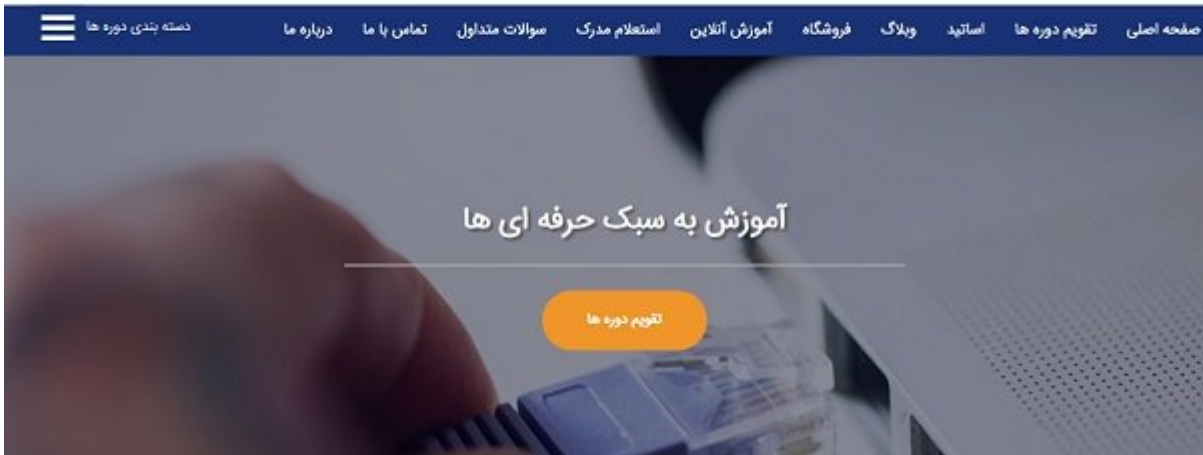 صفحه اصلی تقویم دوره ها اساتید وبلاگ فروشگاه آموزش آنلاین استعلام مدرک سوالات متداول تماس با ما درباره ما دسته بندی دوره ها
آموزش به سبک حرفه ای ها
تقویم دوره ها